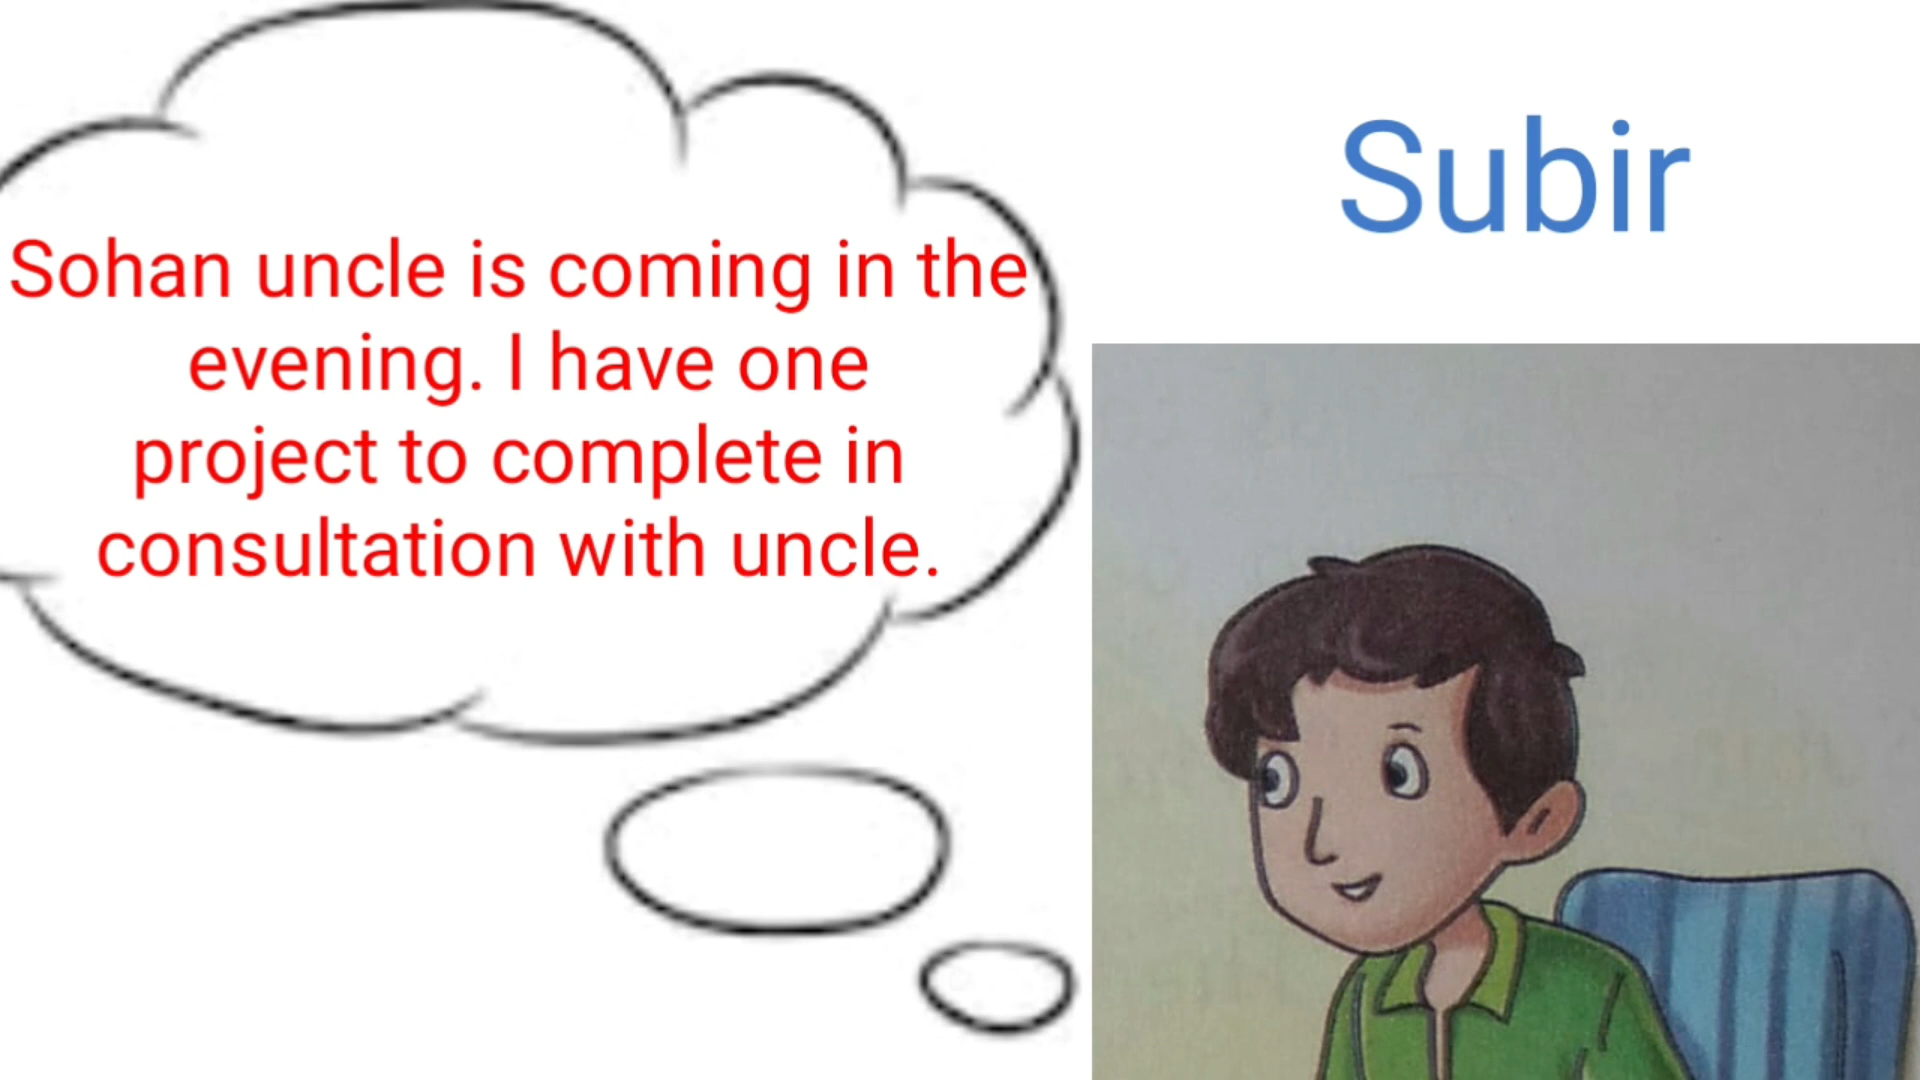 Sohan uncle is coming in the
evening. I have one
project to complete in
consultation with uncle.
Subir